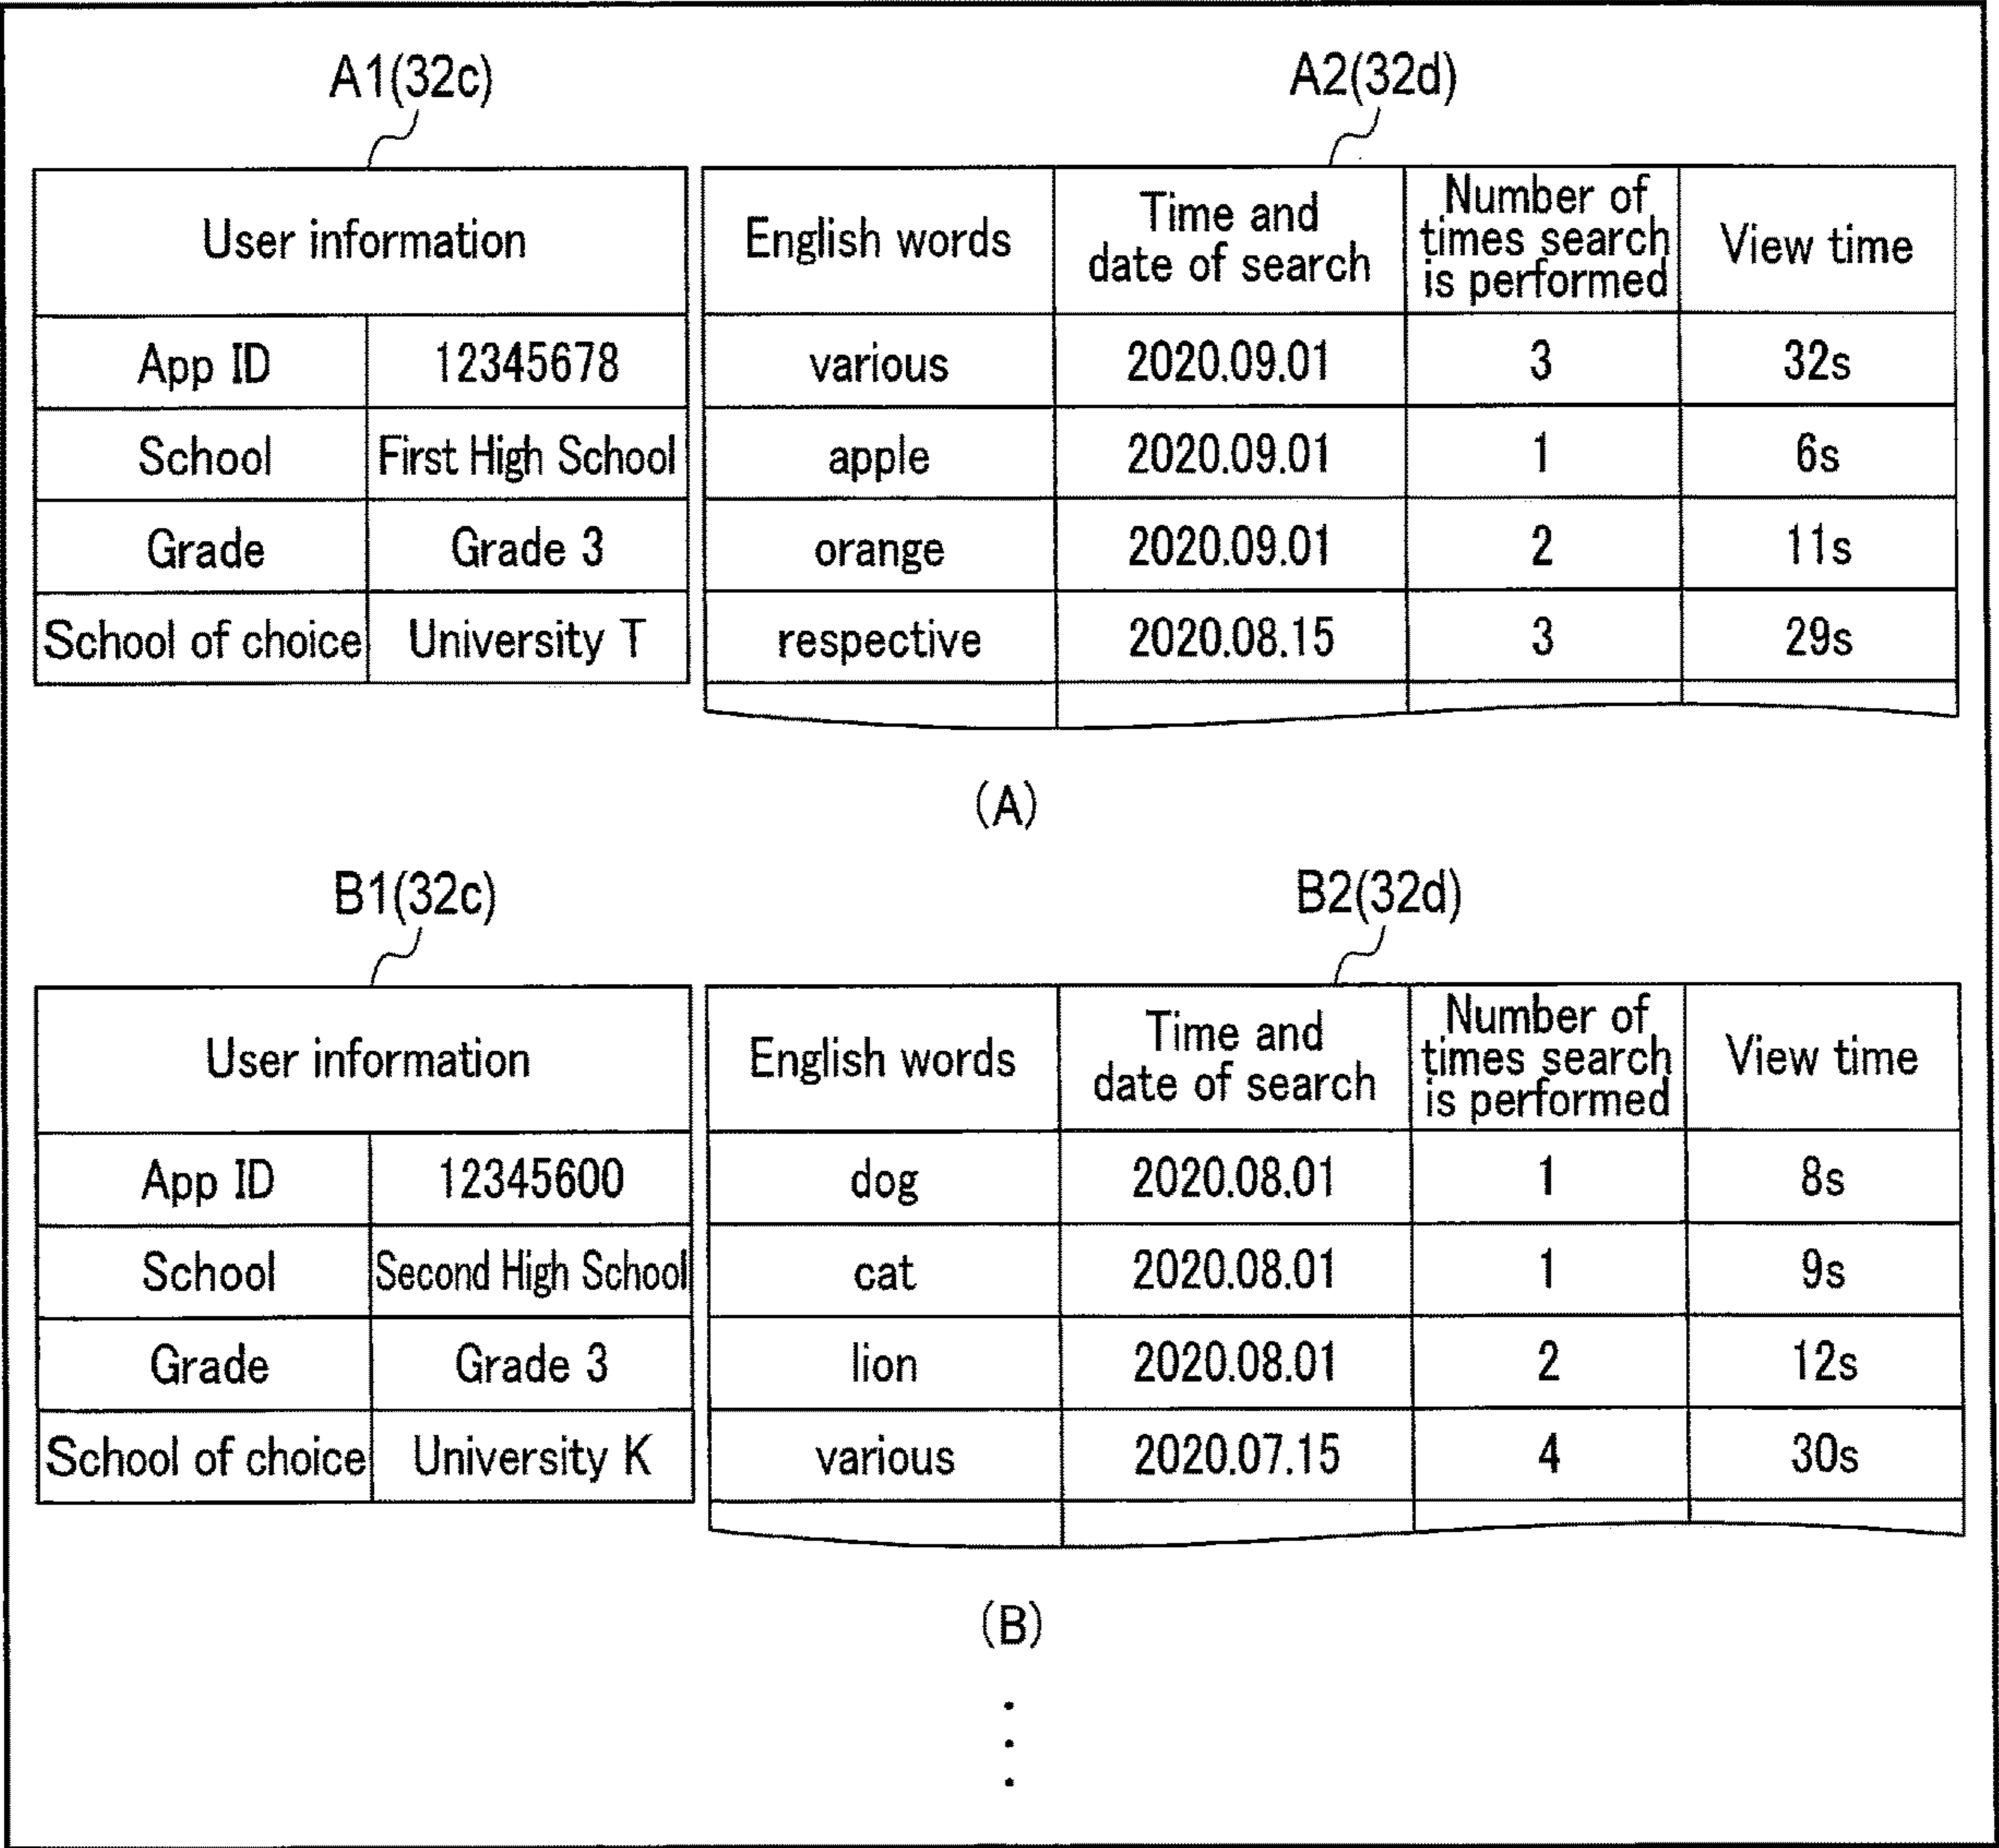 A1(32c)
A2(32d)
User information
English words
Time and
date of search
Number of
times search
is performed
View time
App ID 12345678 various 2020.09.01 3 32s
School First High School apple 2020.09.01 1 6s
Grade Grade 3 orange 2020.09.01 2 11s
School of choice University T respective 2020.08.15 3 29s
(A)
B1(32c)
B2(32d)
User information
English words
Time and
date of search
Number of
times search
is performed
View time
App ID 12345600 dog 2020.08.01 1 8s
School Second High School cat 2020.08.01 1 9s
Grade Grade 3 lion 2020.08.01 2 12s
School of choice University K various 2020.07.15 4 30s
(B)